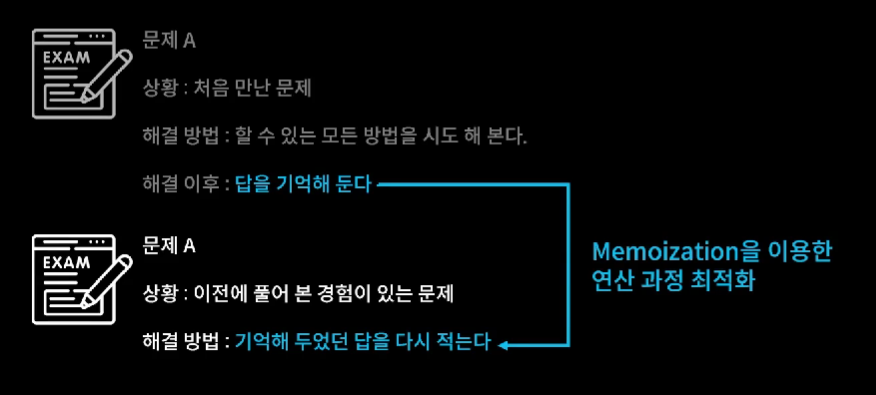 EXAM
문제 A
상황 : 처음 만난 문제
해결 방법 : 할 수 있는 모든 방법을 시도 해 본다.
해결 이후 : 답을 기억해 둔다
EXAM
문제 A
상황 : 이전에 풀어 본 경험이 있는 문제
해결 방법 : 기억해 두었던 답을 다시 적는다
Memoization을 이용한
연산 과정 최적화